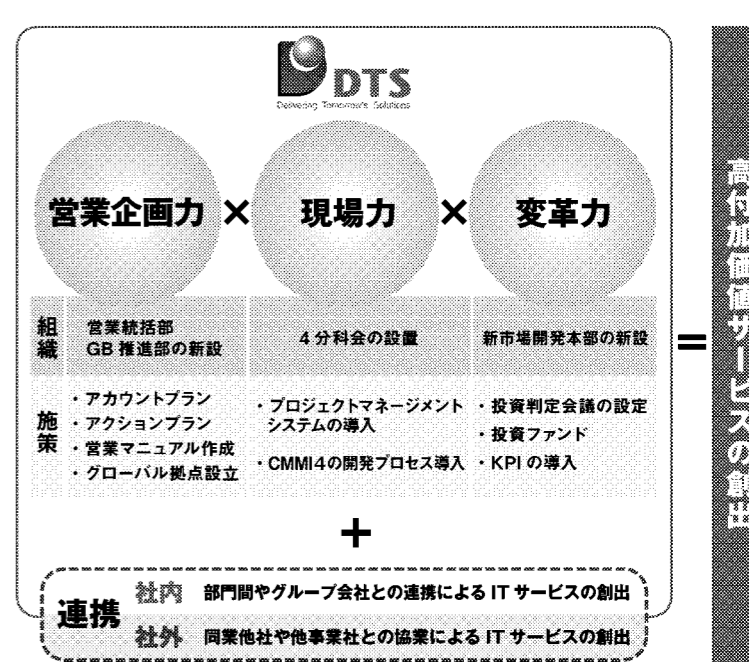 DTS
Delivering Tomorrow's Solutions
営業企画力 × 現場力 × 変革力
組織
営業統括部
GB 推進部の新設
4分科会の設置
新市場開発本部の新設
施策
・アカウントプラン
・アクションプラン
・営業マニュアル作成
・グローバル拠点設立
・プロジェクトマネージメント
システムの導入
・CMMI4の開発プロセス導入
・投資判定会議の設定
・投資ファンド
・KPI の導入
+
連携
社内 部門間やグループ会社との連携による IT サービスの創出
社外 同業他社や他事業社との協業による IT サービスの創出
=
高付加価値サービスの創出